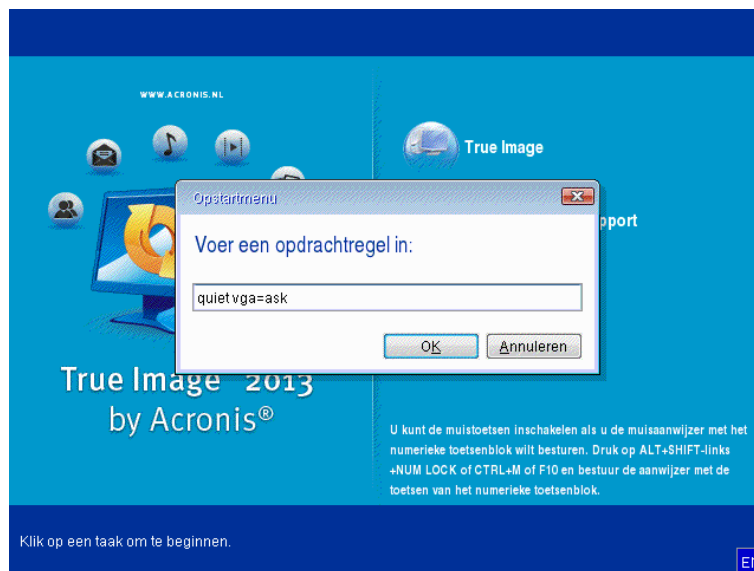 WWW.ACRONIS.NL
True Image
pport
Opstartmenu
Voer een opdrachtregel in:
quiet vga=ask
OK
Annuleren
True Image 2013
by Acronis®
U kunt de muistoetsen inschakelen als u de muisaanwijzer met het
numerieke toetsenblok wilt besturen. Druk op ALT+SHIFT-links
+NUM LOCK of CTRL+M of F10 en bestuur de aanwijzer met de
toetsen van het numerieke toetsenblok.
Klik op een taak om te beginnen.
EN